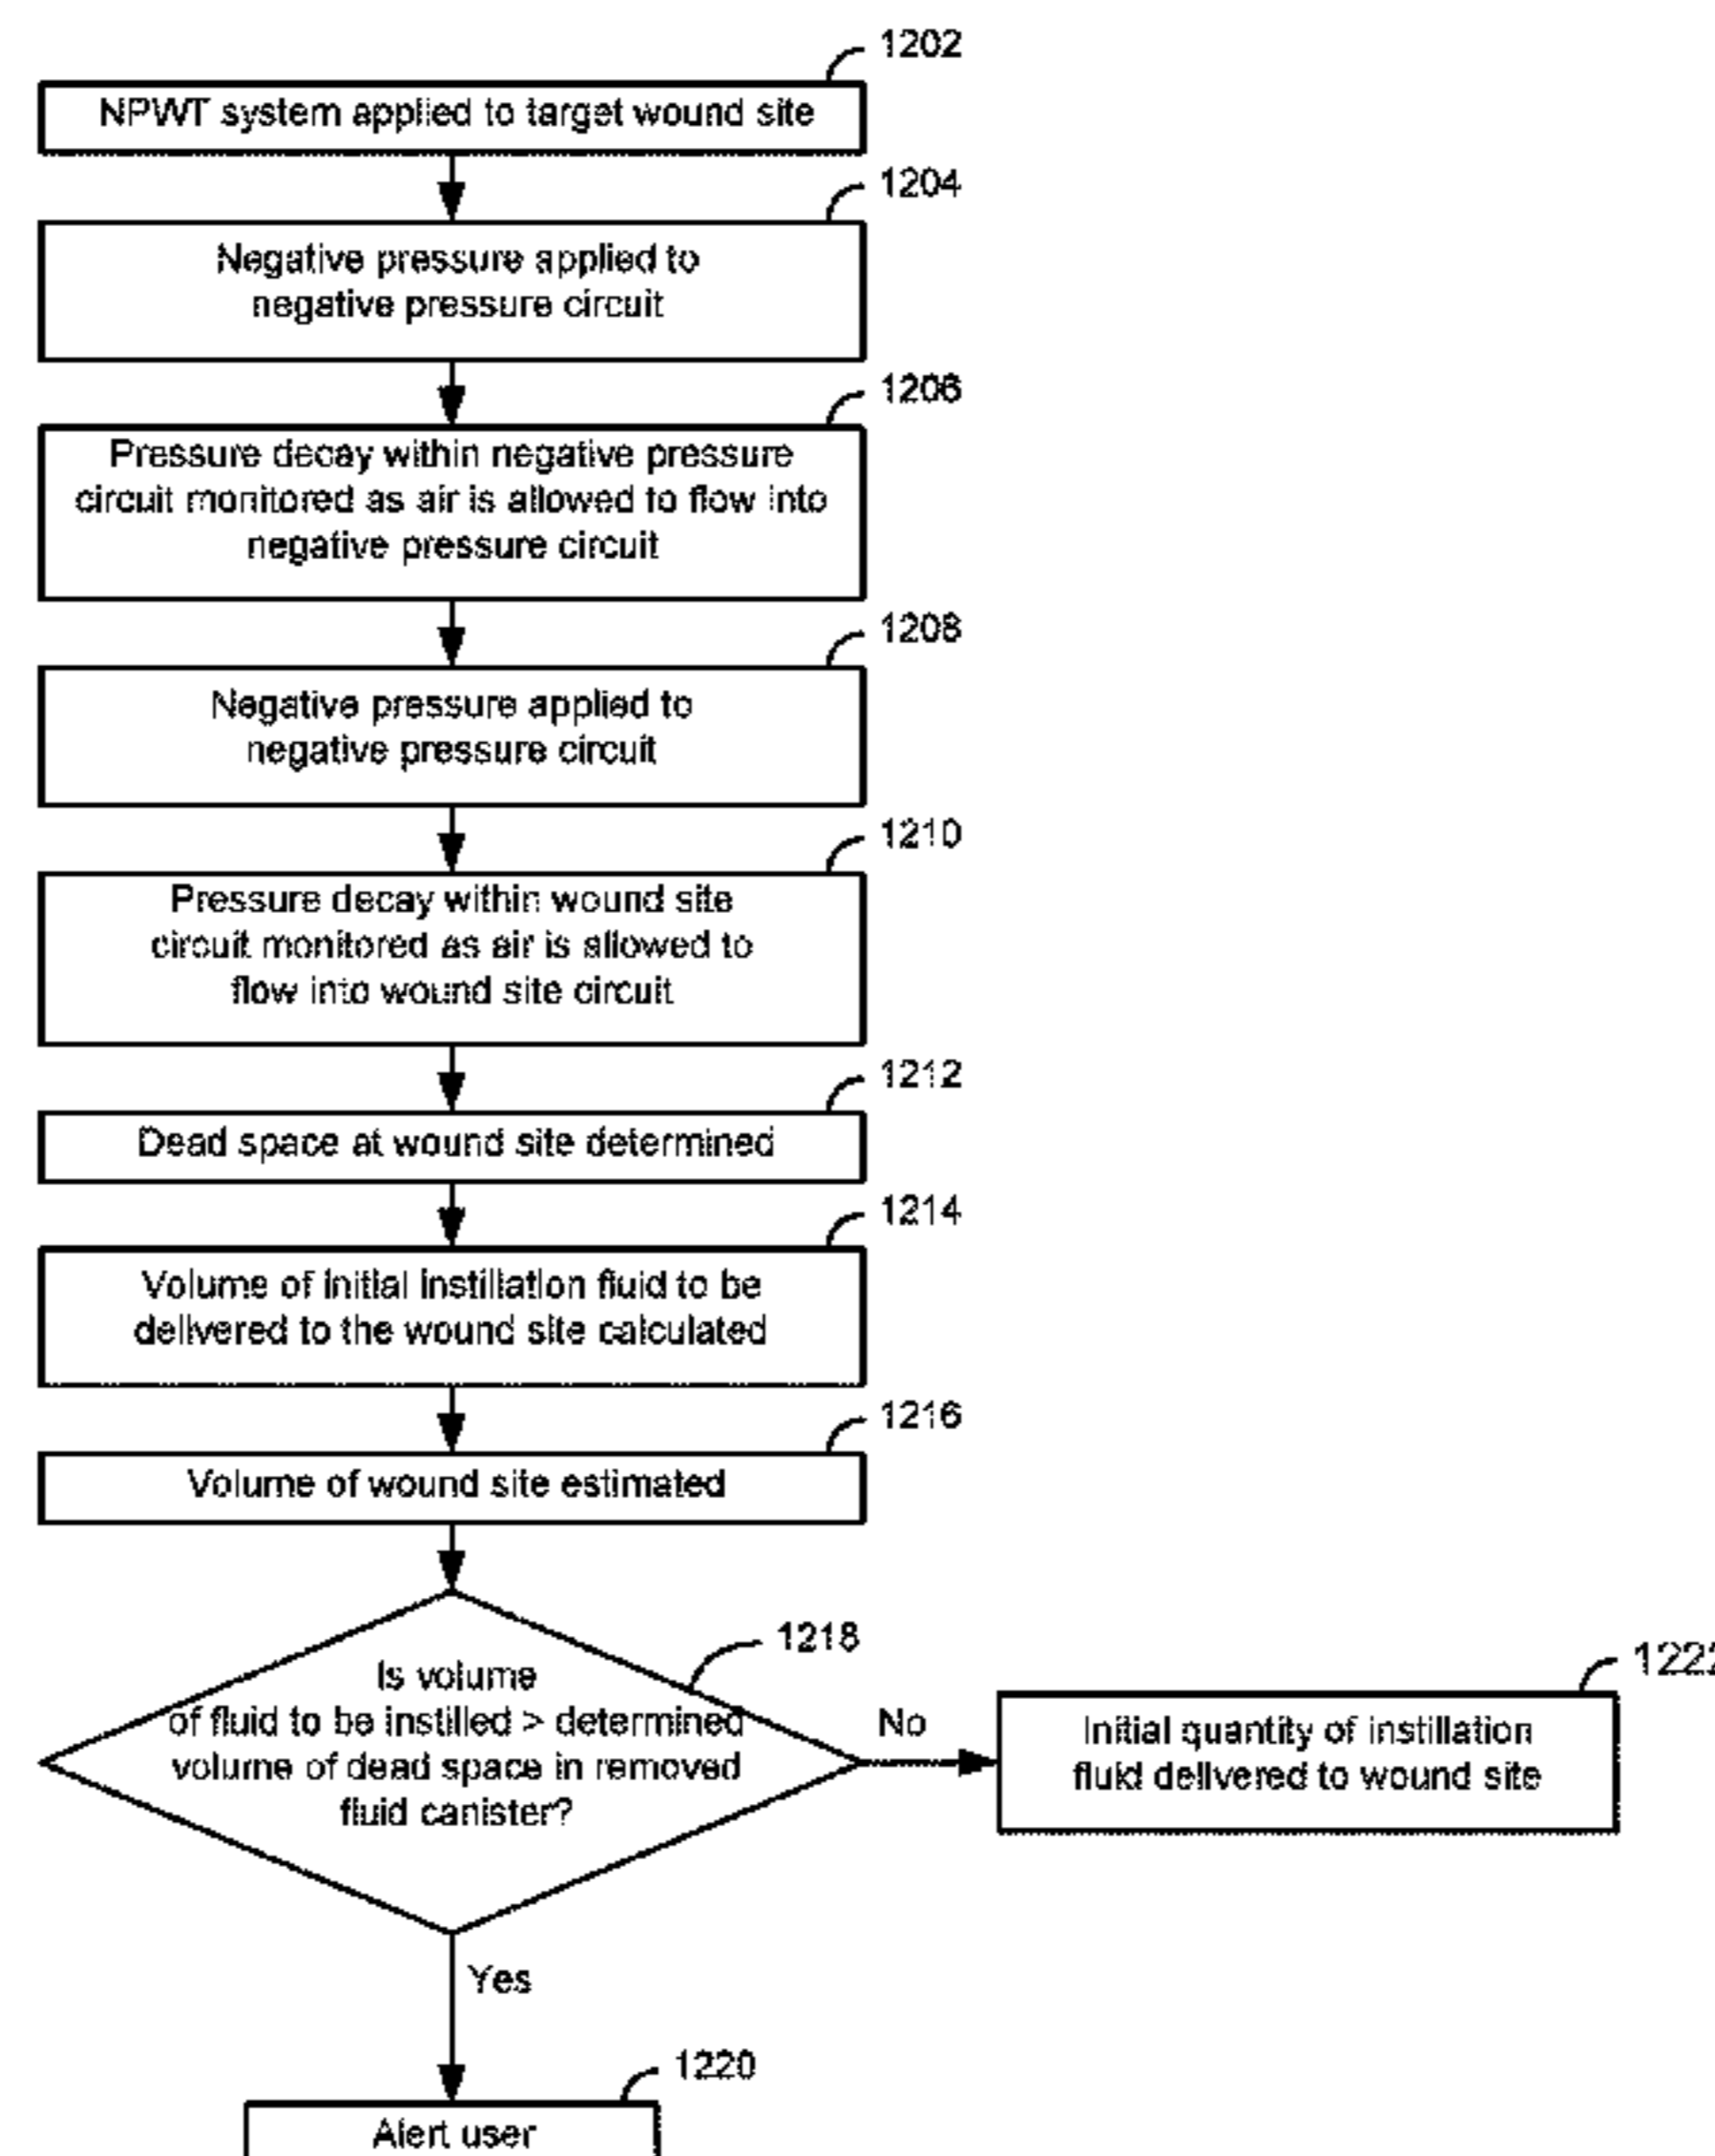 1202
NPWT system applied to target wound site
1204
Negative pressure applied to
negative pressure circuit
1206
Pressure decay within negative pressure
circuit monitored as air is allowed to flow into
negative pressure circuit
1208
Negative pressure applied to
negative pressure circuit
1210
Pressure decay within wound site
circuit monitored as air is allowed to
flow into wound site circuit
1212
Dead space at wound site determined
1214
Volume of initial instillation fluid to be
delivered to the wound site calculated
1216
Volume of wound site estimated
1218
Is volume
of fluid to be instilled > determined
volume of dead space in removed
fluid canister?
No
1222
Initial quantity of instillation
fluid delivered to wound site
Yes
1220
Alert user